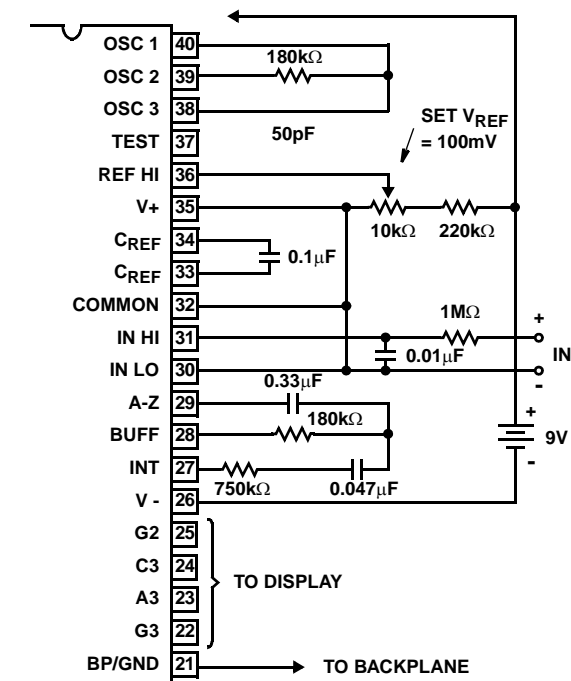 OSC 1 40
180kΩ
OSC 2 39
OSC 3 38
SET VREF
= 100mV
TEST 37
50pF
REF HI 36
V+ 35
10kΩ 220kΩ
CREF 34
0.1μF
CREF 33
COMMON 32
1MΩ
+
IN HI 31
0.01μF
IN
IN LO 30
-
0.33μF
A-Z 29
180kΩ
+
BUFF 28
9V
-
INT 27
750kΩ 0.047μF
V - 26
G2 25
C3 24
TO DISPLAY
A3 23
G3 22
BP/GND 21 TO BACKPLANE